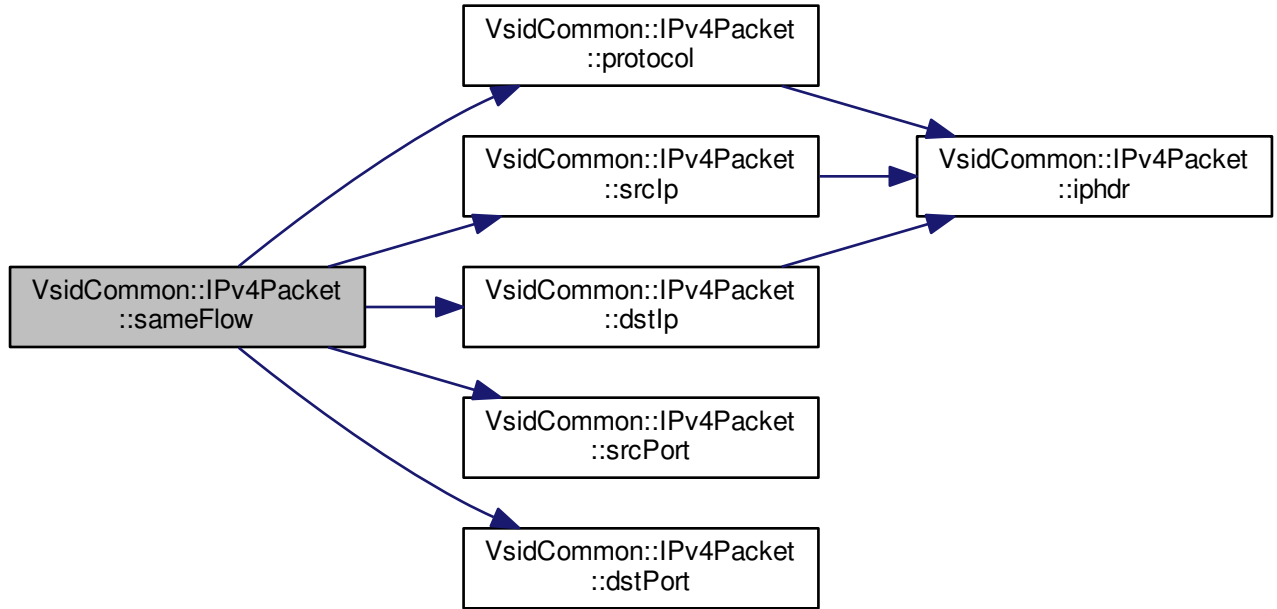 VsidCommon::IPv4Packet
::protocol
VsidCommon::IPv4Packet
::srcIp
VsidCommon::IPv4Packet
::iphdr
VsidCommon::IPv4Packet
::sameFlow
VsidCommon::IPv4Packet
::dstIp
VsidCommon::IPv4Packet
::srcPort
VsidCommon::IPv4Packet
::dstPort